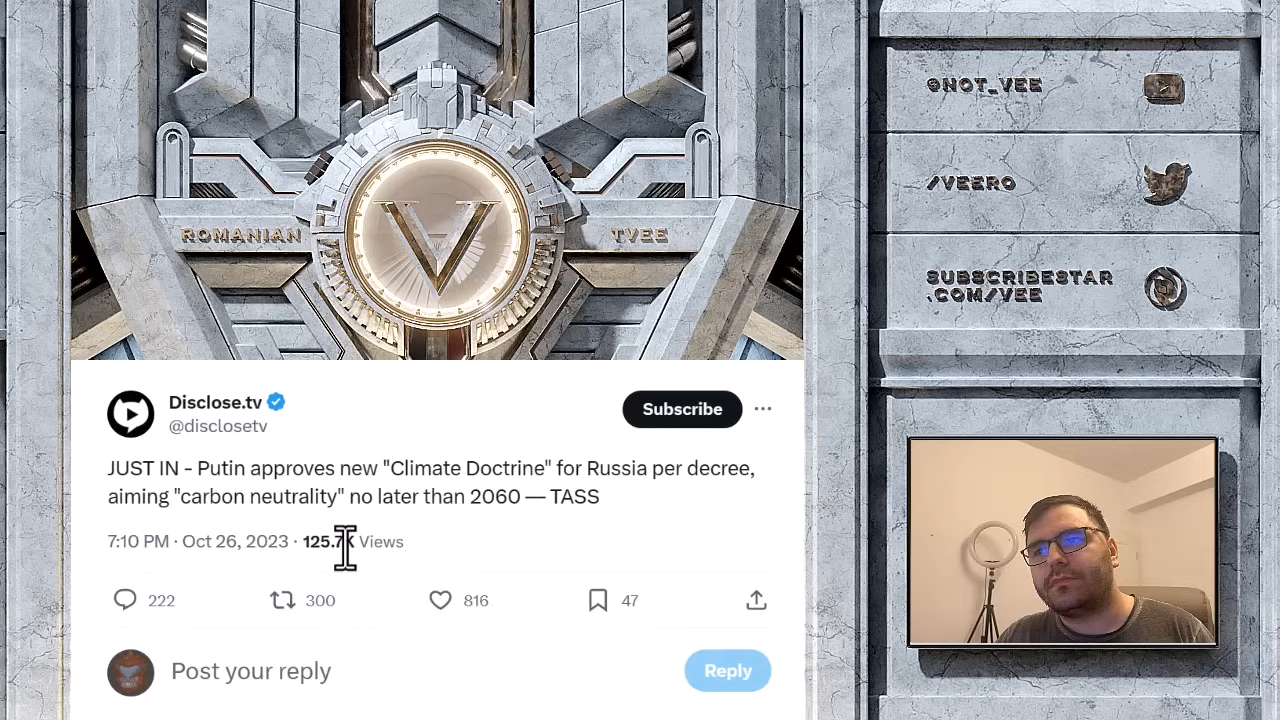 ROMANIAN
TVEE
@NOT_VEE
/VEERO
SUBSCRIBESTAR
.COM/VEE
Disclose.tv
@disclosetv
Subscribe
JUST IN - Putin approves new "Climate Doctrine" for Russia per decree,
aiming "carbon neutrality" no later than 2060 — TASS
7:10 PM · Oct 26, 2023 · 125.7K Views
222 300 816 47
Post your reply
Reply